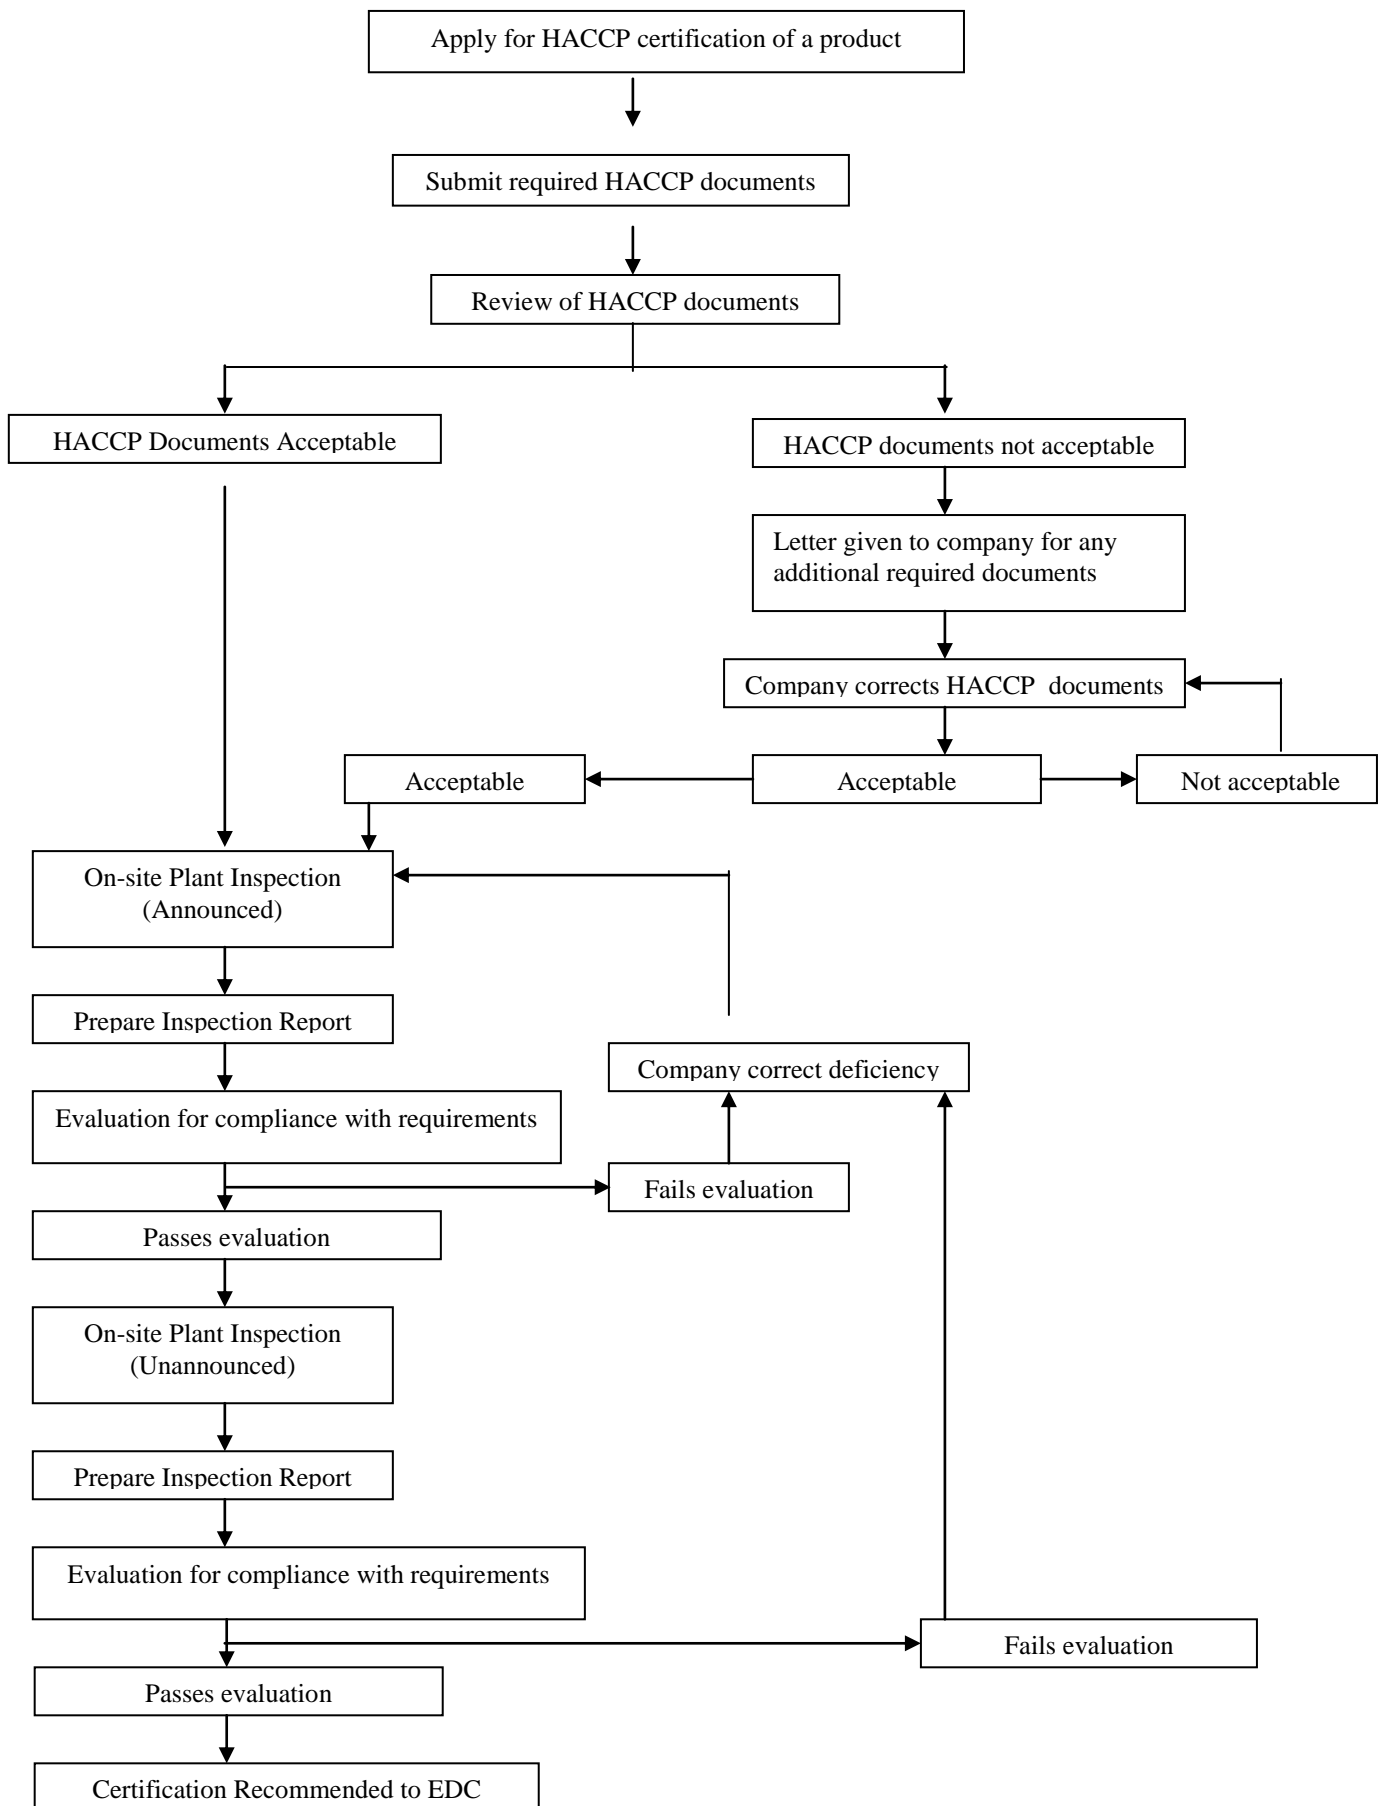 Apply for HACCP certification of a product
Submit required HACCP documents
Review of HACCP documents
HACCP Documents Acceptable
HACCP documents not acceptable
Letter given to company for any
additional required documents
Company corrects HACCP  documents
Acceptable
Acceptable
Not acceptable
On-site Plant Inspection
(Announced)
Prepare Inspection Report
Company correct deficiency
Evaluation for compliance with requirements
Fails evaluation
Passes evaluation
On-site Plant Inspection
(Unannounced)
Prepare Inspection Report
Evaluation for compliance with requirements
Fails evaluation
Passes evaluation
Certification Recommended to EDC